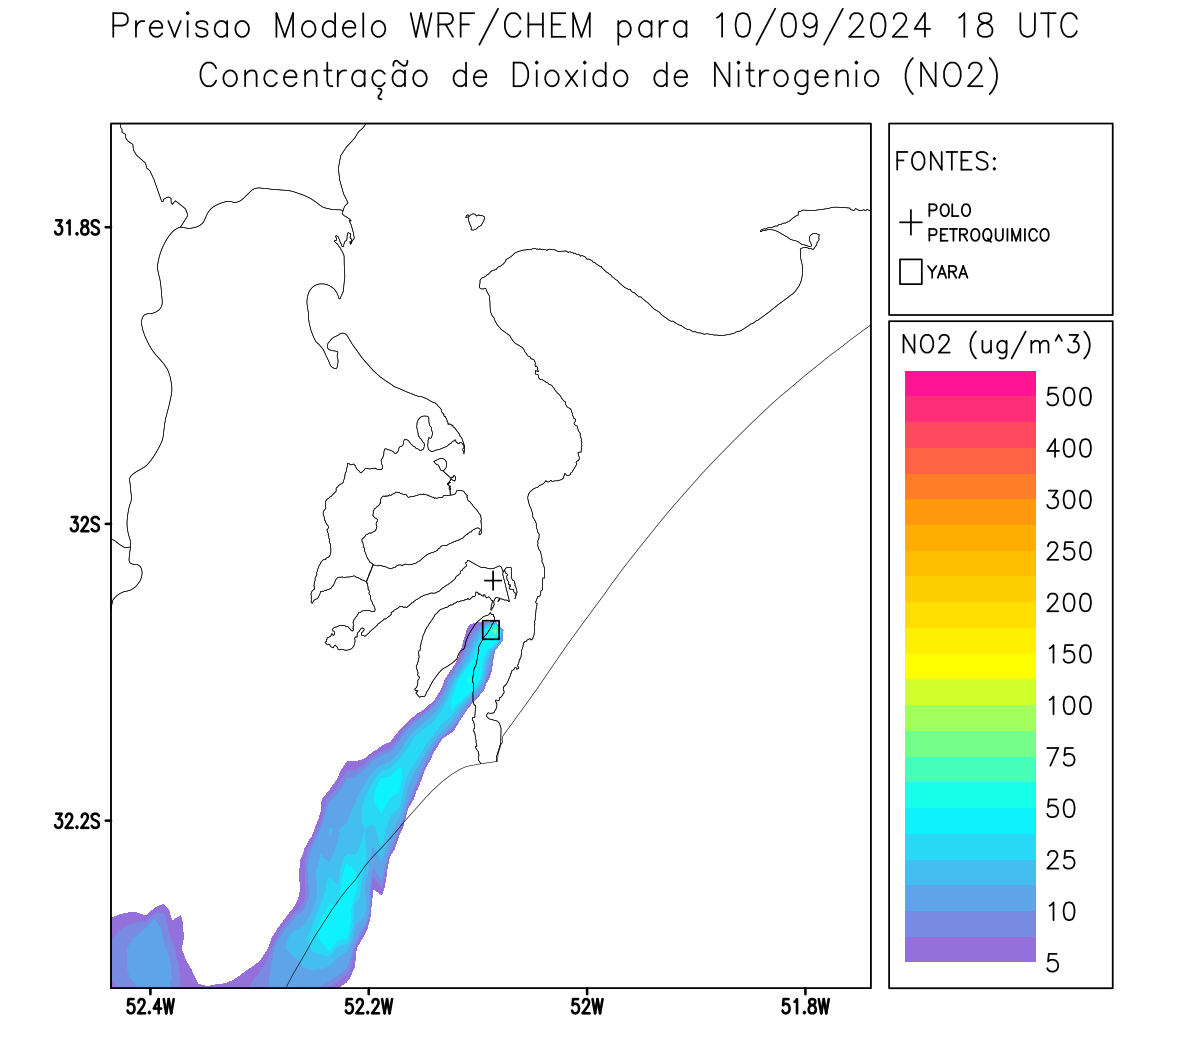 Previsao Modelo WRF/CHEM para 10/09/2024 18 UTC
Concentração de Dioxido de Nitrogenio (NO2)
FONTES:
POLO
PETROQUIMICO
YARA
NO2 (ug/m^3)
500
400
300
250
200
150
100
75
50
25
10
5
31.8S
32S
32.2S
52.4W
52.2W
52W
51.8W